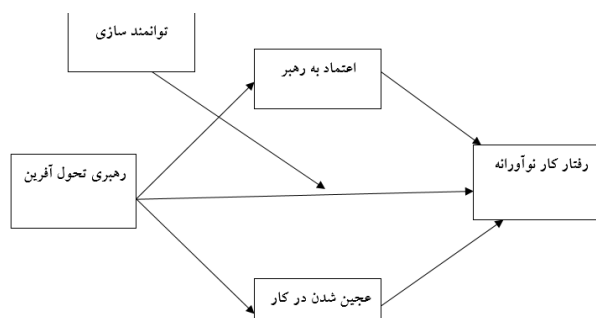 توانمند سازی
اعتماد به رهبر
رهبری تحول آفرین
رفتار کار نوآورانه
عجین شدن در کار